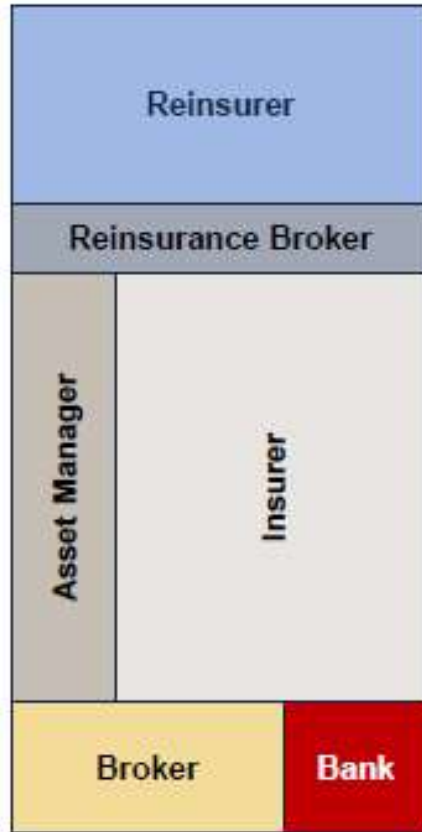 Reinsurer
Reinsurance Broker
Asset Manager
Insurer
Broker
Bank